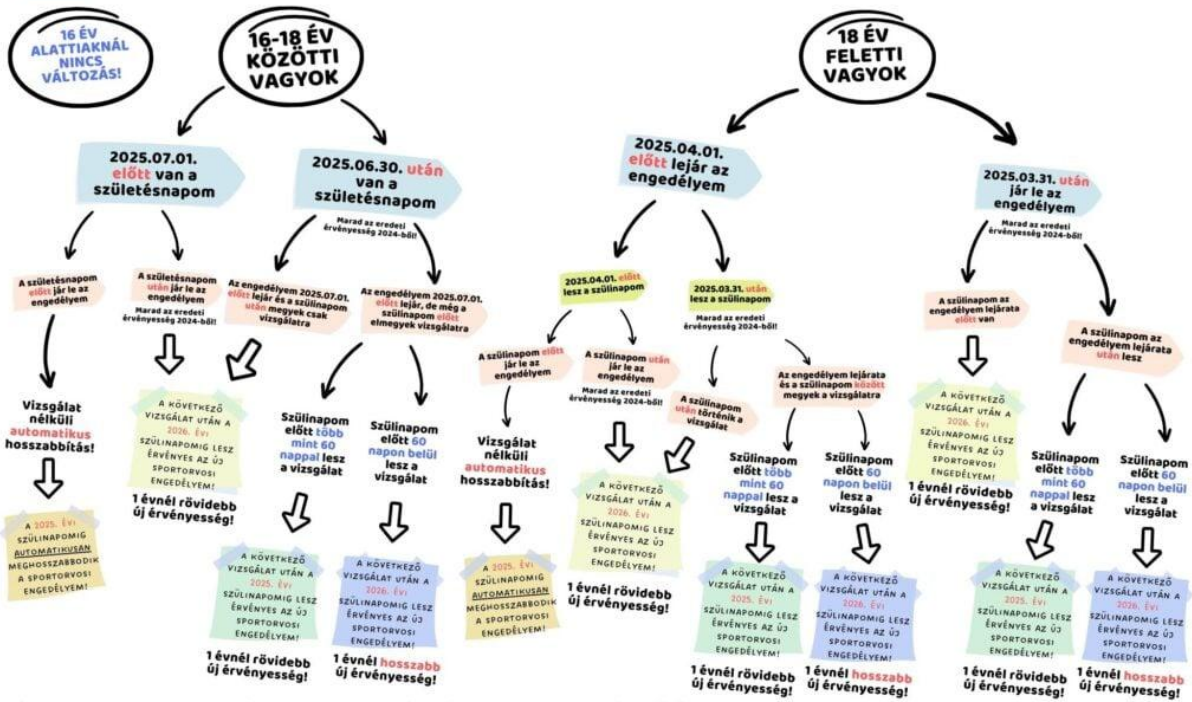 16 ÉV
ALATTIAKNÁL
NINCS
VÁLTOZÁS!
16-18 ÉV
KÖZÖTTI
VAGYOK
18 ÉV
FELETTI
VAGYOK
2025.07.01.
előtt van a
születésnapom
2025.06.30. után
van a
születésnapom
Marad az eredeti
érvényesség 2024-ből!
2025.04.01.
előtt lejár az
engedélyem
2025.03.31. után
jár le az
engedélyem
Marad az eredeti
érvényesség 2024-ből!
A születésnapom
előtt jár le az
engedélyem
A születésnapom
után jár le az
engedélyem
Marad az eredeti
érvényesség 2024-ből!
Az engedélyem 2025.07.01.
előtt lejár és a szülinapom
után megyek csak
vizsgálatra
Az engedélyem 2025.07.01.
előtt lejár, de még a
szülinapom előtt
elmegyek vizsgálatra
2025.04.01. előtt
lesz a szülinapom
2025.03.31. után
lesz a szülinapom
Marad az eredeti
érvényesség 2024-ből!
A szülinapom az
engedélyem lejárata
előtt van
A szülinapom az
engedélyem lejárata
után lesz
A szülinapom előtt
jár le az
engedélyem
A szülinapom után
jár le az
engedélyem
Marad az eredeti
érvényesség 2024-ből!
A szülinapom
után történik a
vizsgálat
Az engedélyem lejárata
és a szülinapom között
megyek a vizsgálatra
Vizsgálat
nélküli
automatikus
hosszabbítás!
A KÖVETKEZŐ
VIZSGÁLAT UTÁN A
2026. ÉVI
SZÜLINAPOMIG LESZ
ÉRVÉNYES AZ ÚJ
SPORTORVOSI
ENGEDÉLYEM!
1 évnél rövidebb
új érvényesség!
Szülinapom
előtt több
mint 60
nappal lesz
a vizsgálat
Szülinapom
előtt 60
napon belül
lesz a
vizsgálat
Vizsgálat
nélküli
automatikus
hosszabbítás!
A KÖVETKEZŐ
VIZSGÁLAT UTÁN A
2026. ÉVI
SZÜLINAPOMIG LESZ
ÉRVÉNYES AZ ÚJ
SPORTORVOSI
ENGEDÉLYEM!
1 évnél rövidebb
új érvényesség!
Szülinapom
előtt több
mint 60
nappal lesz a
vizsgálat
Szülinapom
előtt 60
napon belül
lesz a
vizsgálat
A KÖVETKEZŐ
VIZSGÁLAT UTÁN A
2026. ÉVI
SZÜLINAPOMIG LESZ
ÉRVÉNYES AZ ÚJ
SPORTORVOSI
ENGEDÉLYEM!
1 évnél rövidebb
új érvényesség!
Szülinapom
előtt több
mint 60
nappal lesz a
vizsgálat
Szülinapom
előtt 60
napon belül
lesz a
vizsgálat
A 2025. ÉVI
SZÜLINAPOMIG
AUTOMATIKUSAN
MEGHOSSZABBODIK
A SPORTORVOSI
ENGEDÉLYEM!
A KÖVETKEZŐ
VIZSGÁLAT UTÁN A
2025. ÉVI
SZÜLINAPOMIG LESZ
ÉRVÉNYES AZ ÚJ
SPORTORVOSI
ENGEDÉLYEM!
1 évnél rövidebb
új érvényesség!
A KÖVETKEZŐ
VIZSGÁLAT UTÁN A
2026. ÉVI
SZÜLINAPOMIG LESZ
ÉRVÉNYES AZ ÚJ
SPORTORVOSI
ENGEDÉLYEM!
1 évnél hosszabb
új érvényesség!
A 2025. ÉVI
SZÜLINAPOMIG
AUTOMATIKUSAN
MEGHOSSZABBODIK
A SPORTORVOSI
ENGEDÉLYEM!
A KÖVETKEZŐ
VIZSGÁLAT UTÁN A
2025. ÉVI
SZÜLINAPOMIG LESZ
ÉRVÉNYES AZ ÚJ
SPORTORVOSI
ENGEDÉLYEM!
1 évnél rövidebb
új érvényesség!
A KÖVETKEZŐ
VIZSGÁLAT UTÁN A
2026. ÉVI
SZÜLINAPOMIG LESZ
ÉRVÉNYES AZ ÚJ
SPORTORVOSI
ENGEDÉLYEM!
1 évnél hosszabb
új érvényesség!
A KÖVETKEZŐ
VIZSGÁLAT UTÁN A
2025. ÉVI
SZÜLINAPOMIG LESZ
ÉRVÉNYES AZ ÚJ
SPORTORVOSI
ENGEDÉLYEM!
1 évnél rövidebb
új érvényesség!
A KÖVETKEZŐ
VIZSGÁLAT UTÁN A
2026. ÉVI
SZÜLINAPOMIG LESZ
ÉRVÉNYES AZ ÚJ
SPORTORVOSI
ENGEDÉLYEM!
1 évnél hosszabb
új érvényesség!